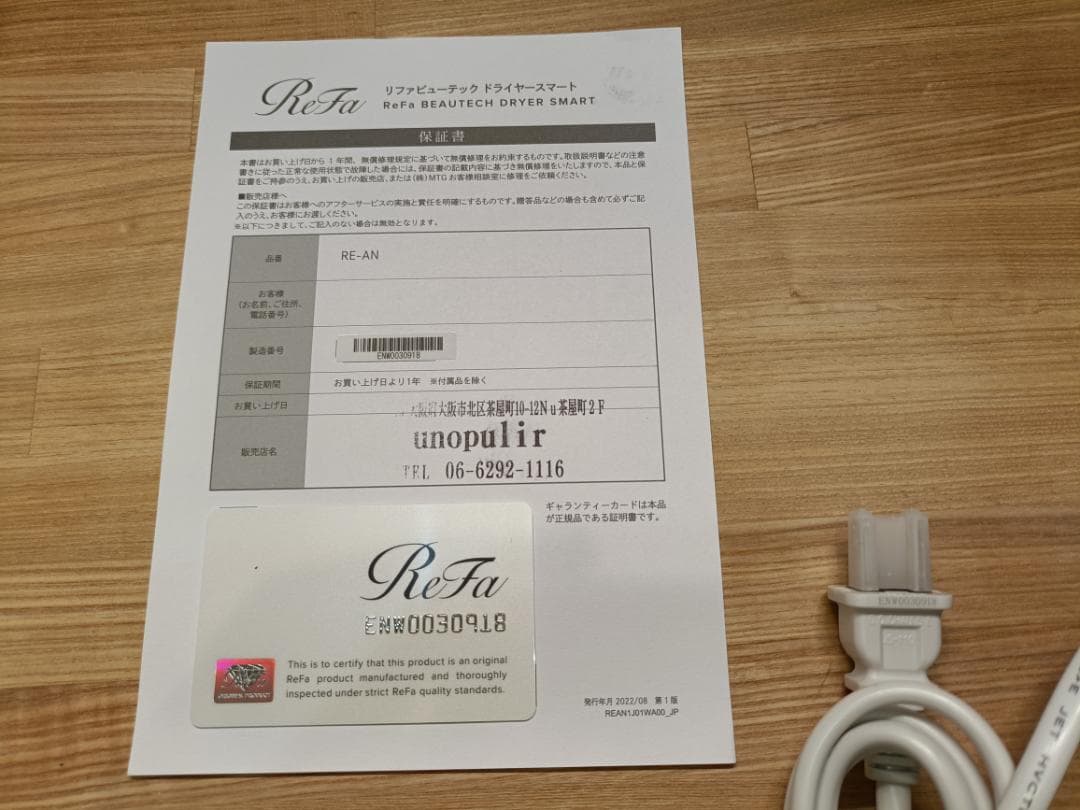 ReFa
リファビューテック ドライヤースマート
ReFa BEAUTECH DRYER SMART
保証書
本書はお買い上げ日から1年間、無償修理規定に基づいて無償修理をお約束するものです。取扱説明書などの注意
書きに従った正常な使用状態で故障した場合には、保証書の記載内容に基づき無償修理をいたしますので、本品と保
証書をご持参のうえ、お買い上げの販売店、または(株)MTGお客様相談室に修理をご依頼ください。
■販売店様へ
この保証書はお客様へのアフターサービスの実施と責任を明確にするものです。贈答品などの場合も含めて必ずご記
入のうえ、お客様にお渡しください。
※以下につきまして、ご記入のない場合は無効となります。
品番 RE-AN
お客様
(お名前、ご住所、
電話番号)
製造番号 ENW0030918
保証期間 お買い上げ日より1年 ※付属品を除く
お買い上げ日
大阪市北区茶屋町10-12Nu茶屋町2F
販売店名 unopulir
TEL 06-6292-1116
ギャランティーカードは本品
が正規品である証明書です。
ReFa
ENW0030918
This is to certify that this product is an original
ReFa product manufactured and thoroughly
inspected under strict ReFa quality standards.
発行年月 2022/08 第1版
REAN1J01WA00_JP
ENW0030918
JET HVCT